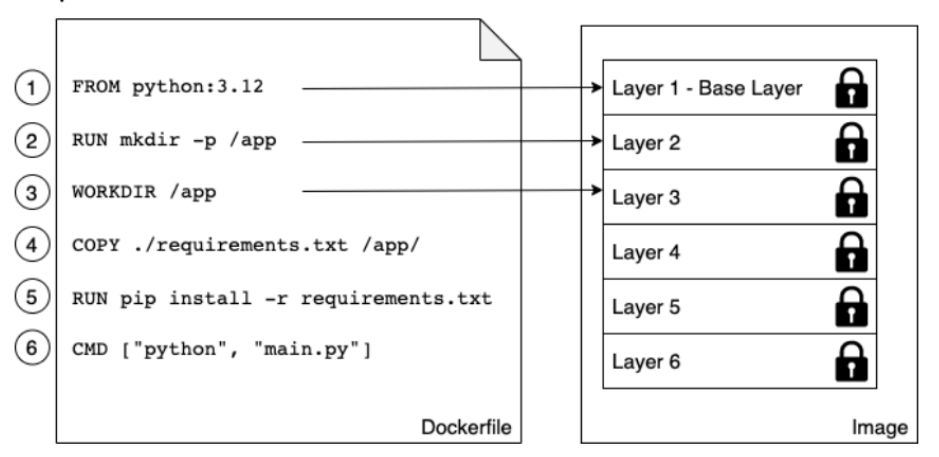 1 FROM python:3.12
2 RUN mkdir -p /app
3 WORKDIR /app
4 COPY ./requirements.txt /app/
5 RUN pip install -r requirements.txt
6 CMD ["python", "main.py"]
Dockerfile
Layer 1 - Base Layer
Layer 2
Layer 3
Layer 4
Layer 5
Layer 6
Image